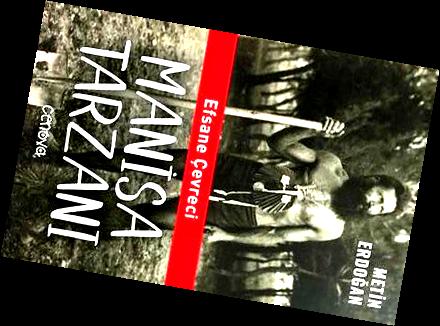 METİN
ERDOĞAN
Efsane Çevreci
MANİSA
TARZANI
cenova